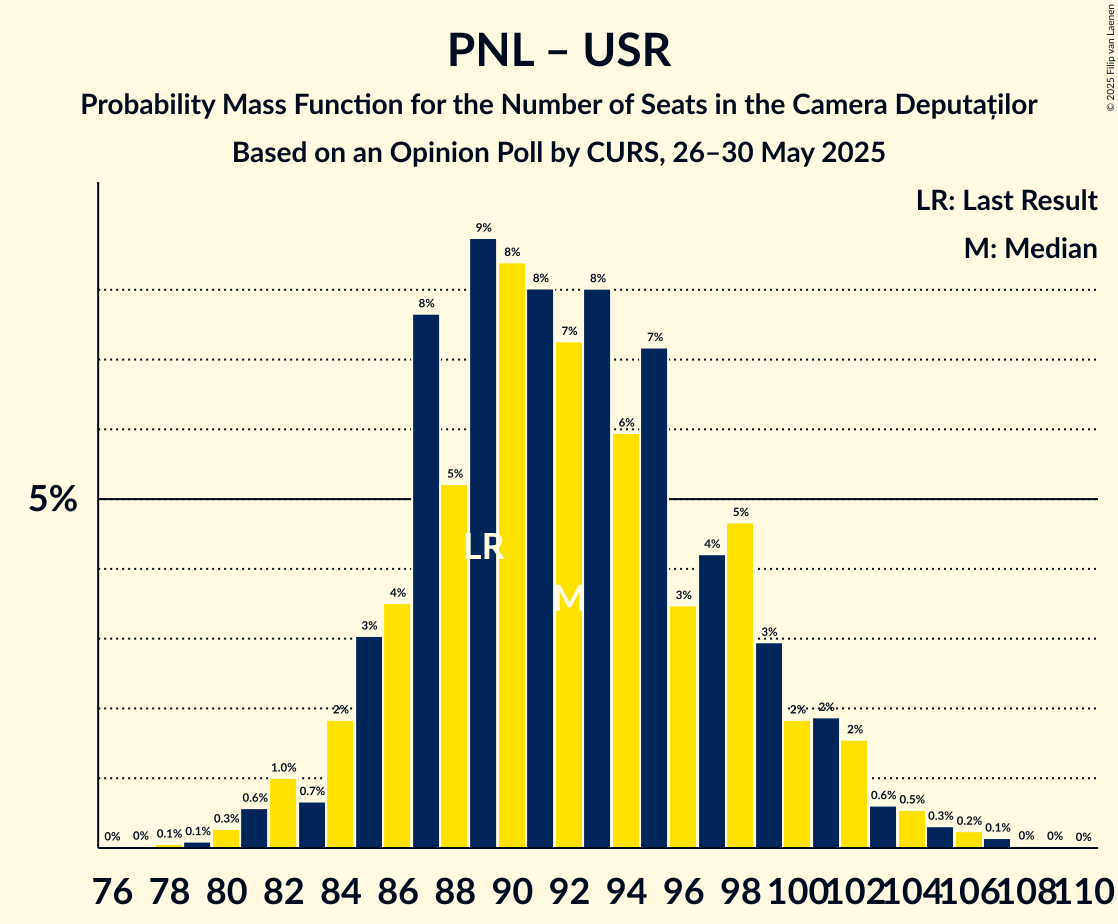 PNL – USR
Probability Mass Function for the Number of Seats in the Camera Deputaților
Based on an Opinion Poll by CURS, 26–30 May 2025
© 2025 Filip van Laenen
LR: Last Result
M: Median
5%
0% 0% 0.1% 0.1% 0.3% 0.6% 1.0% 0.7% 2% 3% 4% 8% 5% 9% 8% 8% 7% 8% 6% 7% 3% 4% 5% 3% 2% 2% 2% 0.6% 0.5% 0.3% 0.2% 0.1% 0% 0% 0%
LR
M
76 78 80 82 84 86 88 90 92 94 96 98 100 102 104 106 108 110